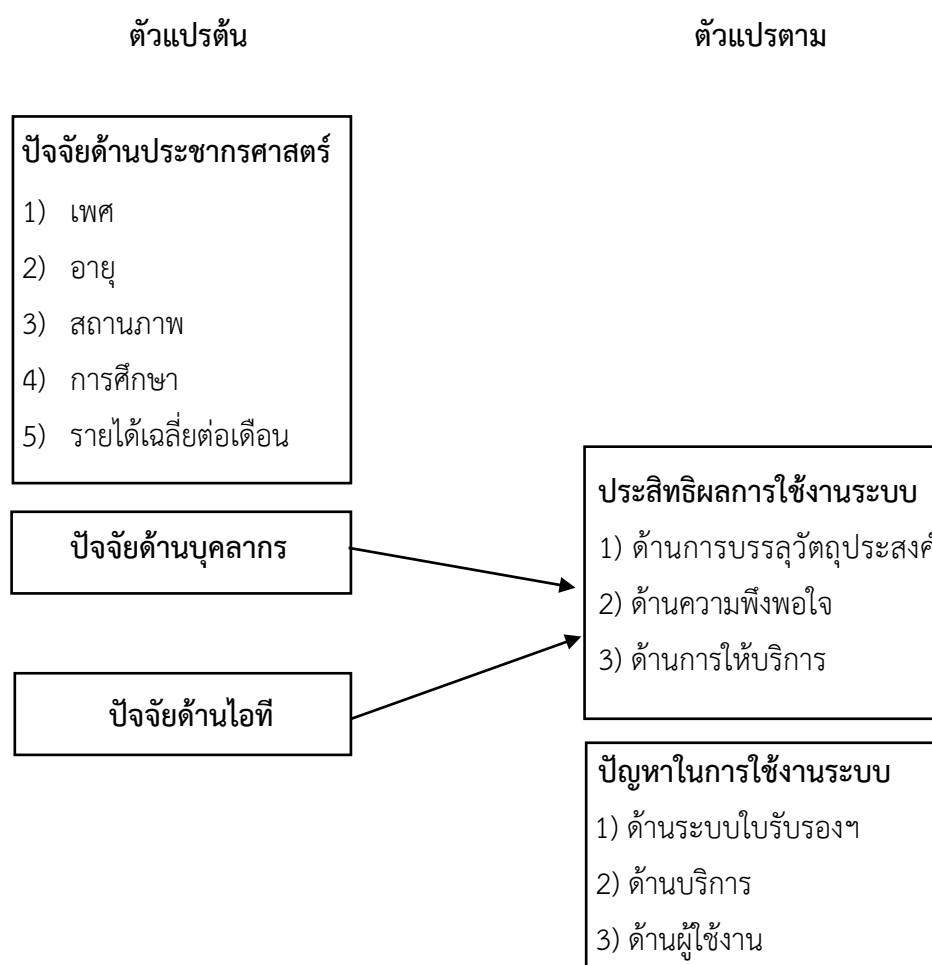 ตัวแปรต้น
ตัวแปรตาม
ปัจจัยด้านประชากรศาสตร์
1) เพศ
2) อายุ
3) สถานภาพ
4) การศึกษา
5) รายได้เฉลี่ยต่อเดือน
ปัจจัยด้านบุคลากร
ปัจจัยด้านไอที
ประสิทธิผลการใช้งานระบบ
1) ด้านการบรรลุวัตถุประสงค์
2) ด้านความพึงพอใจ
3) ด้านการให้บริการ
ปัญหาในการใช้งานระบบ
1) ด้านระบบใบรับรองฯ
2) ด้านบริการ
3) ด้านผู้ใช้งาน